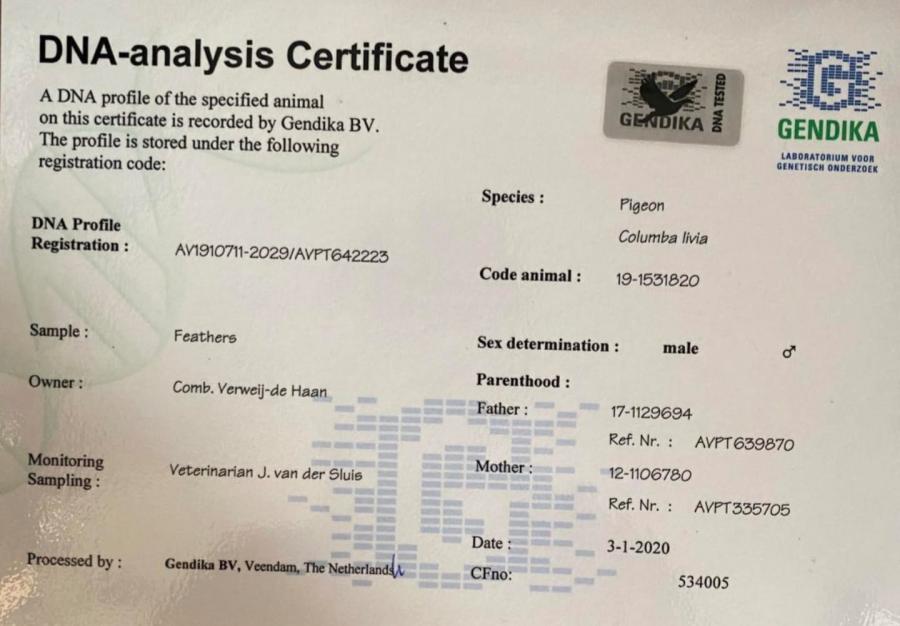 DNA-analysis Certificate
A DNA profile of the specified animal
on this certificate is recorded by Gendika BV.
The profile is stored under the following
registration code:
GENDIKA
DNA TESTED
GENDIKA
LABORATORIUM VOOR
GENETISCH ONDERZOEK
DNA Profile
Registration : AV1910711-2029/AVPT642223
Sample : Feathers
Owner : Comb. Verweij-de Haan
Monitoring
Sampling : Veterinarian J. van der Sluis
Processed by : Gendika BV, Veendam, The Netherlands
Species : Pigeon
Columba livia
Code animal : 19-1531820
Sex determination : male ♂
Parenthood :
Father : 17-1129694
Ref. Nr. : AVPT639870
Mother : 12-1106780
Ref. Nr. : AVPT335705
Date : 3-1-2020
CFno: 534005